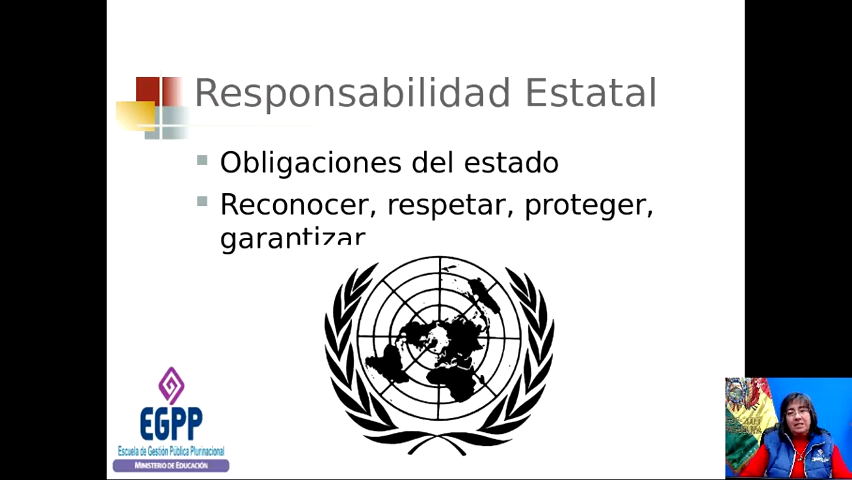 Responsabilidad Estatal
Obligaciones del estado
Reconocer, respetar, proteger,
garantizar
EGPP
Escuela de Gestión Pública Plurinacional
MINISTERIO DE EDUCACIÓN